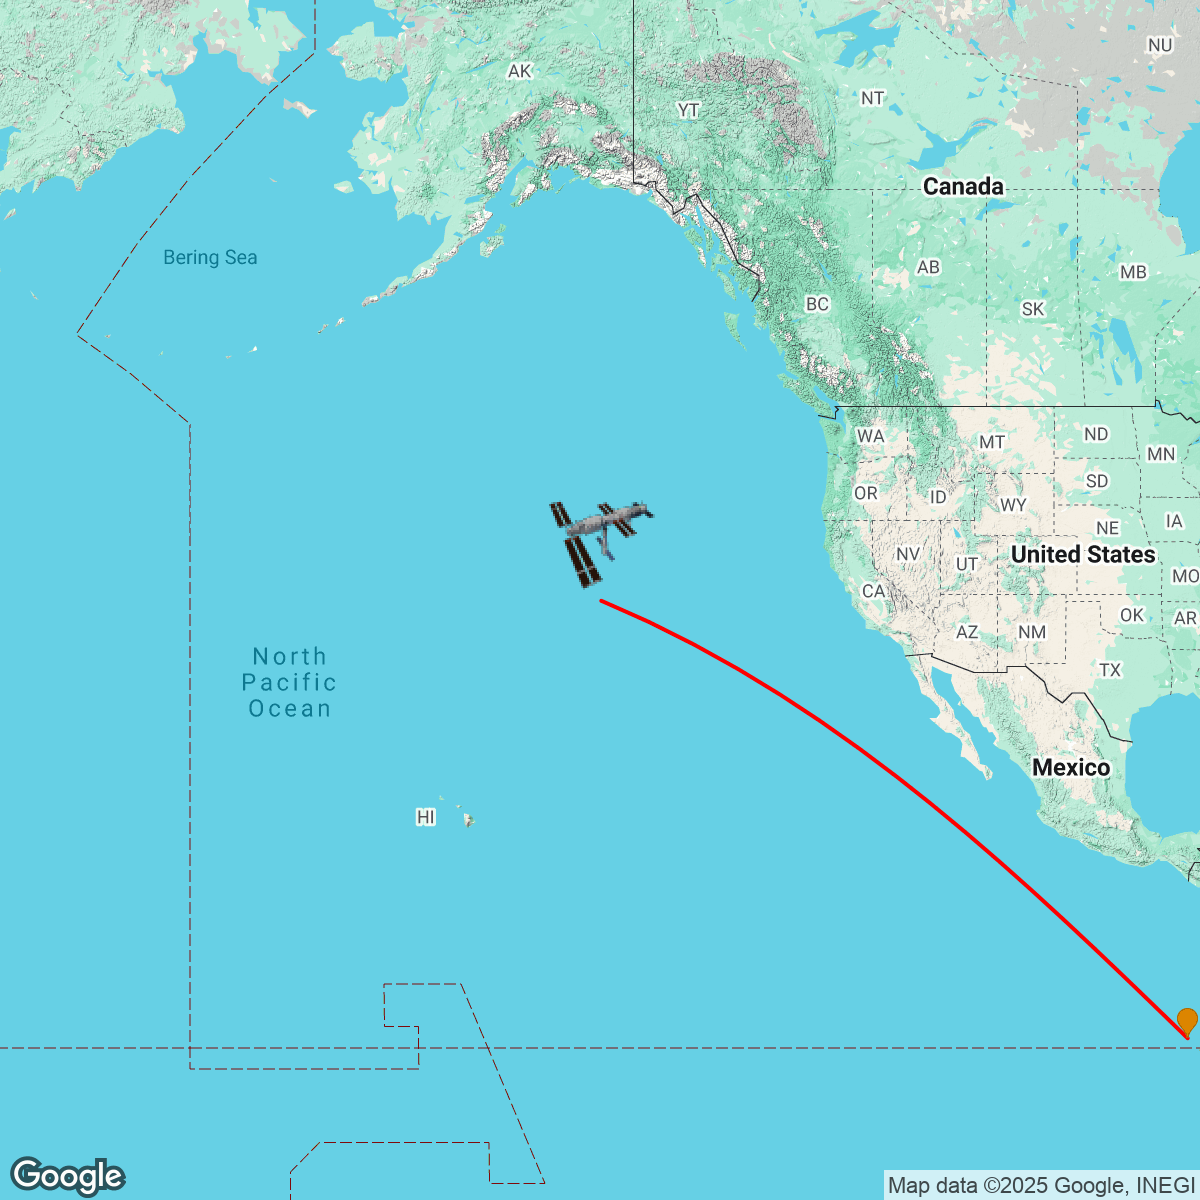 NU
AK
NT
YT
Canada
Bering Sea
AB
MB
BC
SK
WA
ND
MT
MN
SD
OR
ID
WY
IA
NE
NV
United States
UT
MO
CA
OK
AR
AZ
NM
North
Pacific
Ocean
TX
Mexico
HI
Google
Map data ©2025 Google, INEGI